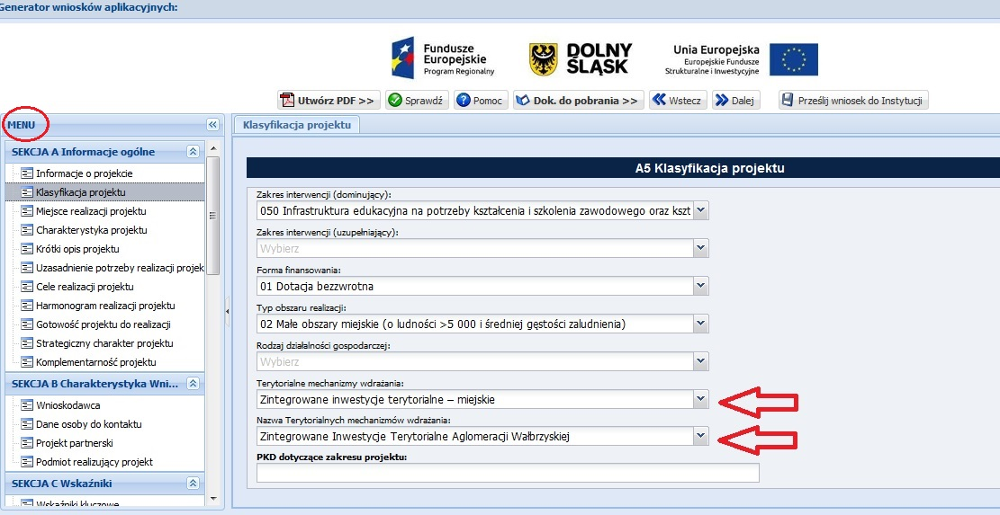 Generator wniosków aplikacyjnych:
Fundusze
Europejskie
Program Regionalny
DOLNY
ŚLĄSK
Unia Europejska
Europejskie Fundusze
Strukturalne i Inwestycyjne
Utwórz PDF >>
Sprawdź
Pomoc
Dok. do pobrania >>
Wstecz
Dalej
Prześlij wniosek do Instytucji
MENU
SEKCJA A Informacje ogólne
Informacje o projekcie
Klasyfikacja projektu
Miejsce realizacji projektu
Charakterystyka projektu
Krótki opis projektu
Uzasadnienie potrzeby realizacji projek
Cele realizacji projektu
Harmonogram realizacji projektu
Gotowość projektu do realizacji
Strategiczny charakter projektu
Komplementarność projektu
SEKCJA B Charakterystyka Wni...
Wnioskodawca
Dane osoby do kontaktu
Projekt partnerski
Podmiot realizujący projekt
SEKCJA C Wskaźniki
Wskaźniki kluczowe
Klasyfikacja projektu
A5 Klasyfikacja projektu
Zakres interwencji (dominujący):
050 Infrastruktura edukacyjna na potrzeby kształcenia i szkolenia zawodowego oraz kszt
Zakres interwencji (uzupełniający):
Wybierz
Forma finansowania:
01 Dotacja bezzwrotna
Typ obszaru realizacji:
02 Małe obszary miejskie (o ludności >5 000 i średniej gęstości zaludnienia)
Rodzaj działalności gospodarczej:
Wybierz
Terytorialne mechanizmy wdrażania:
Zintegrowane inwestycje terytorialne – miejskie
Nazwa Terytorialnych mechanizmów wdrażania:
Zintegrowane Inwestycje Terytorialne Aglomeracji Wałbrzyskiej
PKD dotyczące zakresu projektu: